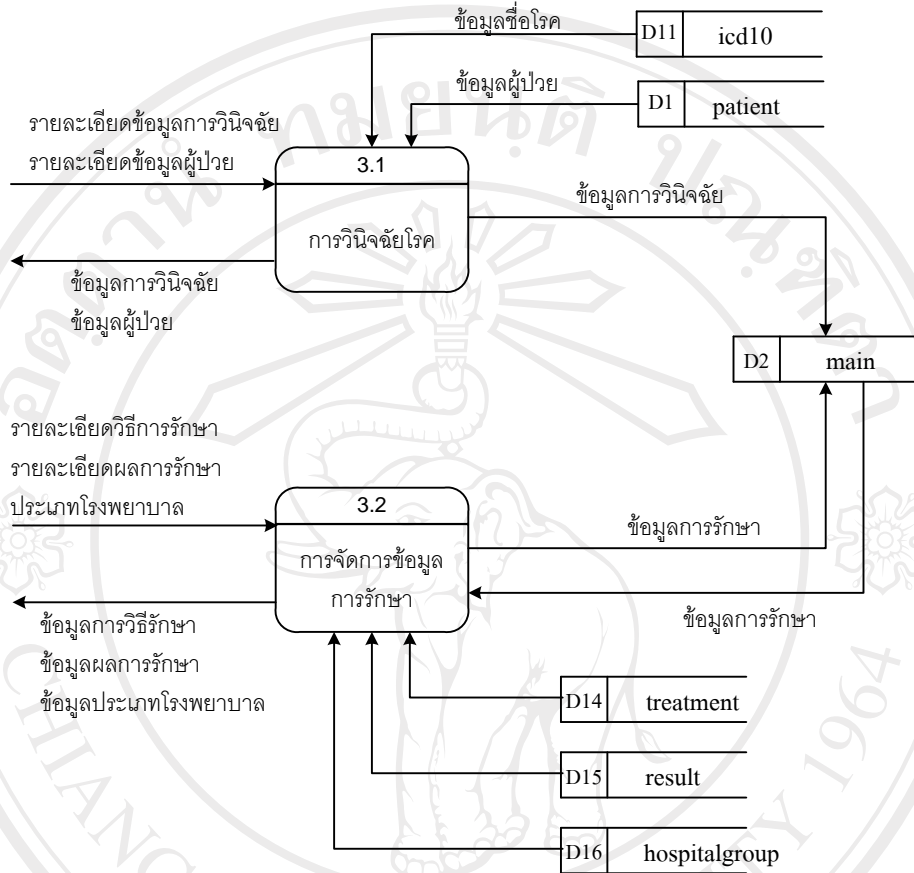 ข้อมูลชื่อโรค
D11 icd10
ข้อมูลผู้ป่วย
D1 patient
รายละเอียดข้อมูลการวินิจฉัย
รายละเอียดข้อมูลผู้ป่วย
3.1
การวินิจฉัยโรค
ข้อมูลการวินิจฉัย
ข้อมูลการวินิจฉัย
ข้อมูลผู้ป่วย
D2 main
รายละเอียดวิธีการรักษา
รายละเอียดผลการรักษา
ประเภทโรงพยาบาล
3.2
การจัดการข้อมูล
การรักษา
ข้อมูลการรักษา
ข้อมูลการรักษา
ข้อมูลการวิธีรักษา
ข้อมูลผลการรักษา
ข้อมูลประเภทโรงพยาบาล
D14 treatment
D15 result
D16 hospitalgroup